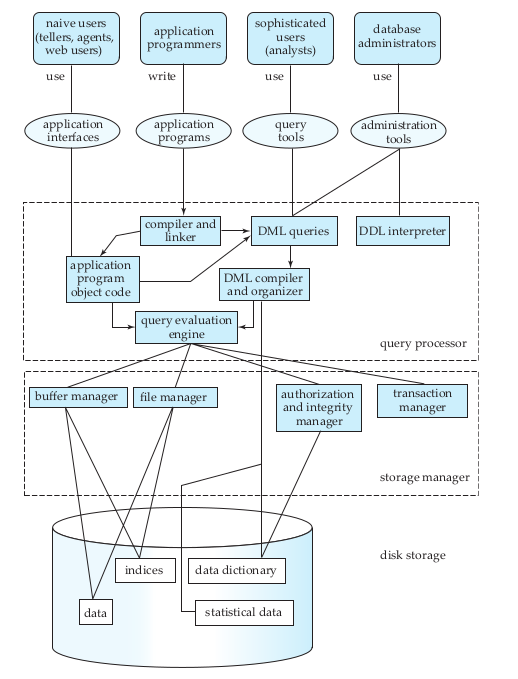 naive users
(tellers, agents,
web users)
application
programmers
sophisticated
users
(analysts)
database
administrators
use
write
use
use
application
interfaces
application
programs
query
tools
administration
tools
compiler and
linker
DML queries
DDL interpreter
application
program
object code
DML compiler
and organizer
query evaluation
engine
query processor
buffer manager
file manager
authorization
and integrity
manager
transaction
manager
storage manager
disk storage
indices
data dictionary
data
statistical data